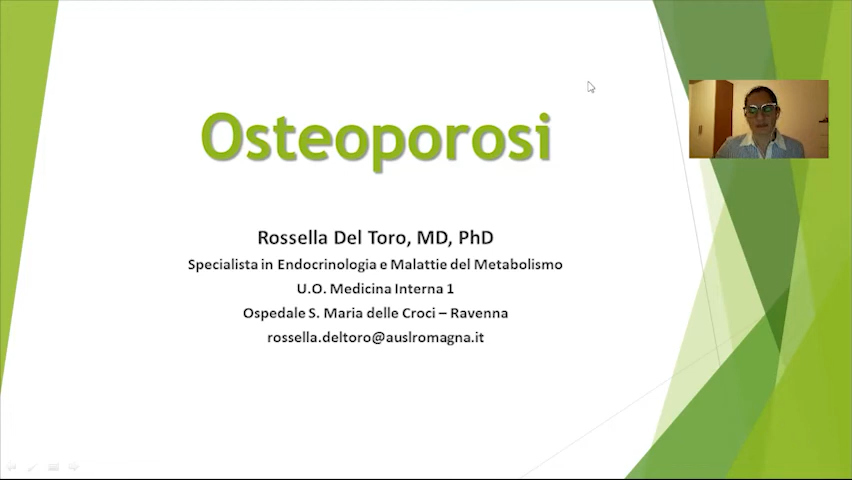 Osteoporosi
Rossella Del Toro, MD, PhD
Specialista in Endocrinologia e Malattie del Metabolismo
U.O. Medicina Interna 1
Ospedale S. Maria delle Croci – Ravenna
rossella.deltoro@auslromagna.it